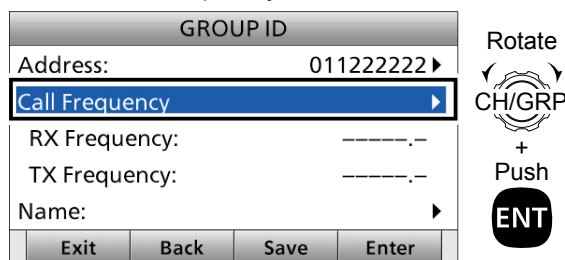 GROUP ID
Address: 011222222
Call Frequency
RX Frequency: –––––.–
TX Frequency: –––––.–
Name:
Exit Back Save Enter
Rotate
CH/GRP
+
Push
ENT